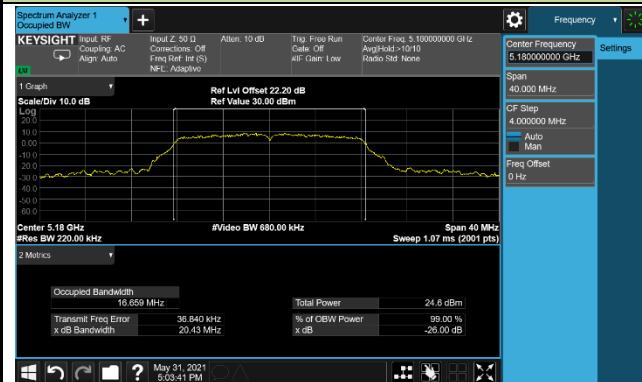 Spectrum Analyzer 1
Occupied BW
+
Frequency
KEYSIGHT
Input: RF
Coupling: AC
Align: Auto
Input Z: 50 Ω
Corrections: Off
Freq Ref: Int (S)
NFE: Adaptive
Atten: 10 dB
Trig: Free Run
Gate: Off
#IF Gain: Low
Center Freq: 5.180000000 GHz
Avg|Hold:>10/10
Radio Std: None
LXI
Center Frequency
5.180000000 GHz
Settings
Span
40.000 MHz
CF Step
4.000000 MHz
Auto
Man
Freq Offset
0 Hz
1 Graph
Scale/Div 10.0 dB
Ref Lvl Offset 22.20 dB
Ref Value 30.00 dBm
Log
20.0
10.0
0.00
-10.0
-20.0
-30.0
-40.0
-50.0
-60.0
Center 5.18 GHz
#Res BW 220.00 kHz
#Video BW 680.00 kHz
Span 40 MHz
Sweep 1.07 ms (2001 pts)
2 Metrics
Occupied Bandwidth
16.659 MHz
Total Power 24.6 dBm
Transmit Freq Error 36.840 kHz
% of OBW Power 99.00 %
x dB Bandwidth 20.43 MHz
x dB -26.00 dB
?
May 31, 2021
5:03:41 PM